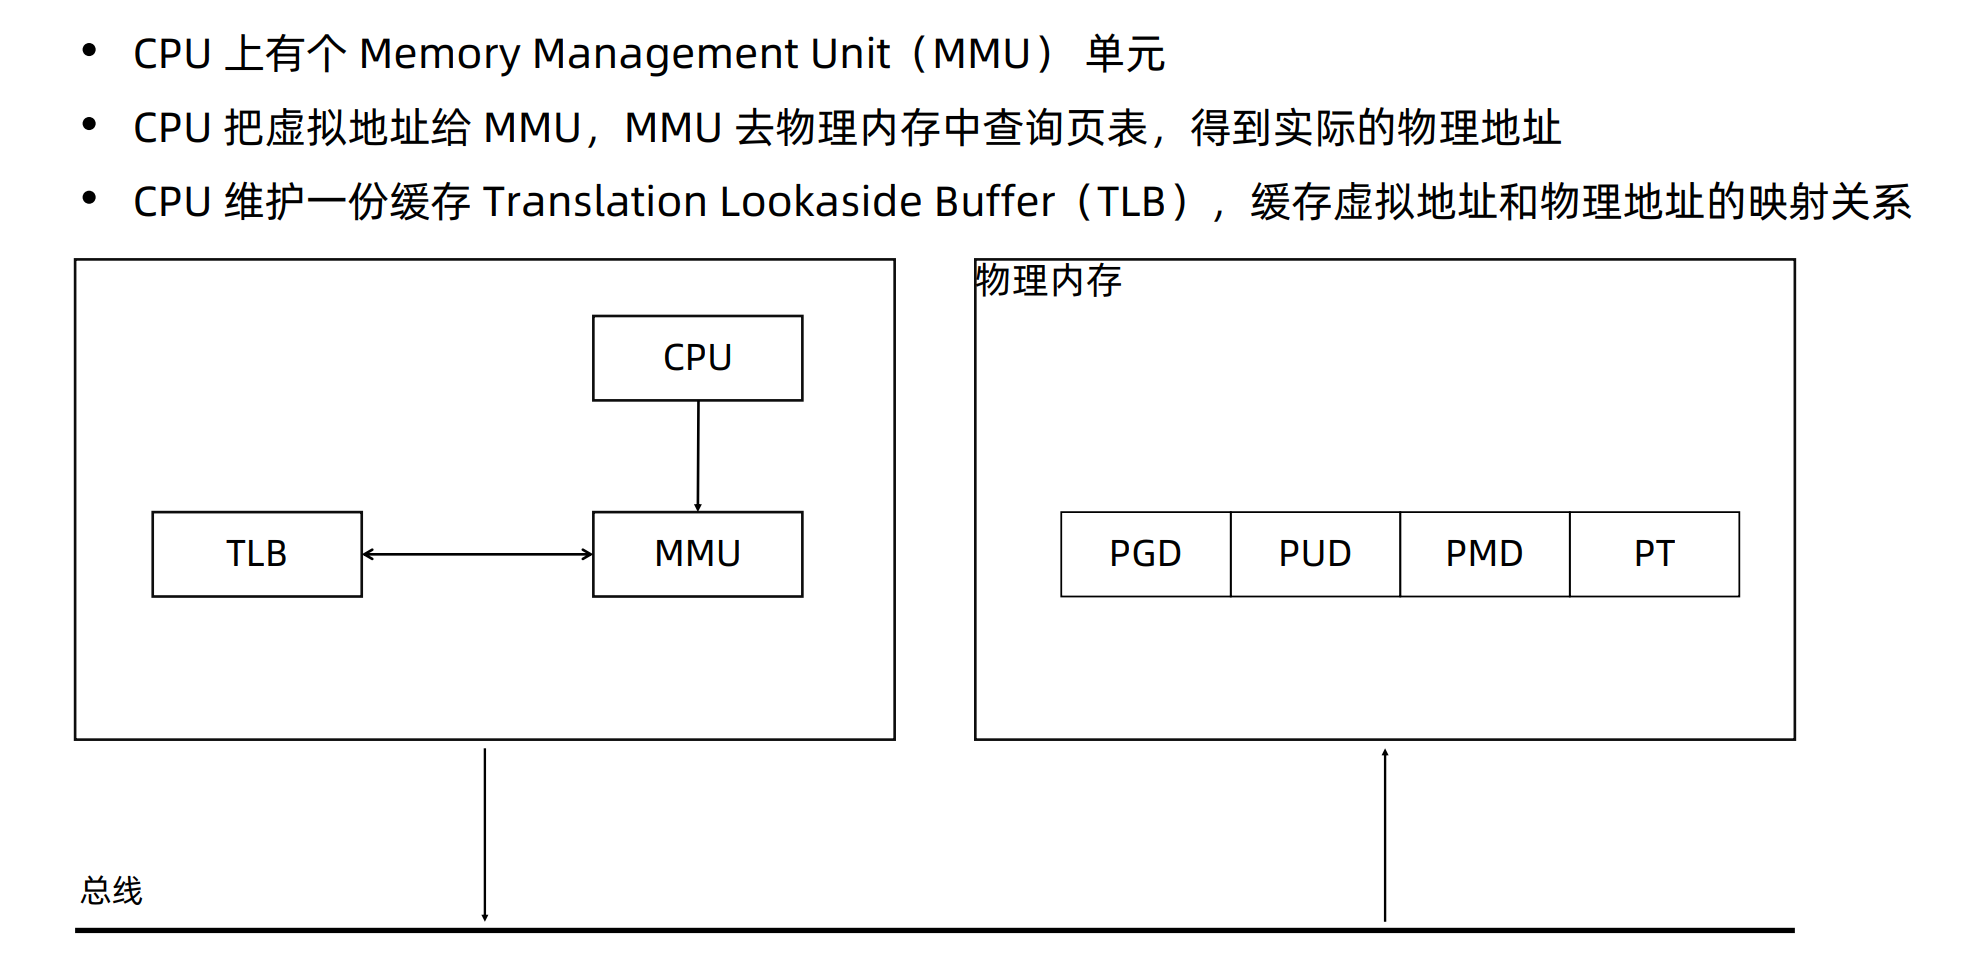 • CPU 上有个 Memory Management Unit（MMU） 单元
• CPU 把虚拟地址给 MMU，MMU 去物理内存中查询页表，得到实际的物理地址
• CPU 维护一份缓存 Translation Lookaside Buffer（TLB），缓存虚拟地址和物理地址的映射关系
物理内存
CPU
TLB
MMU
PGD PUD PMD PT
总线